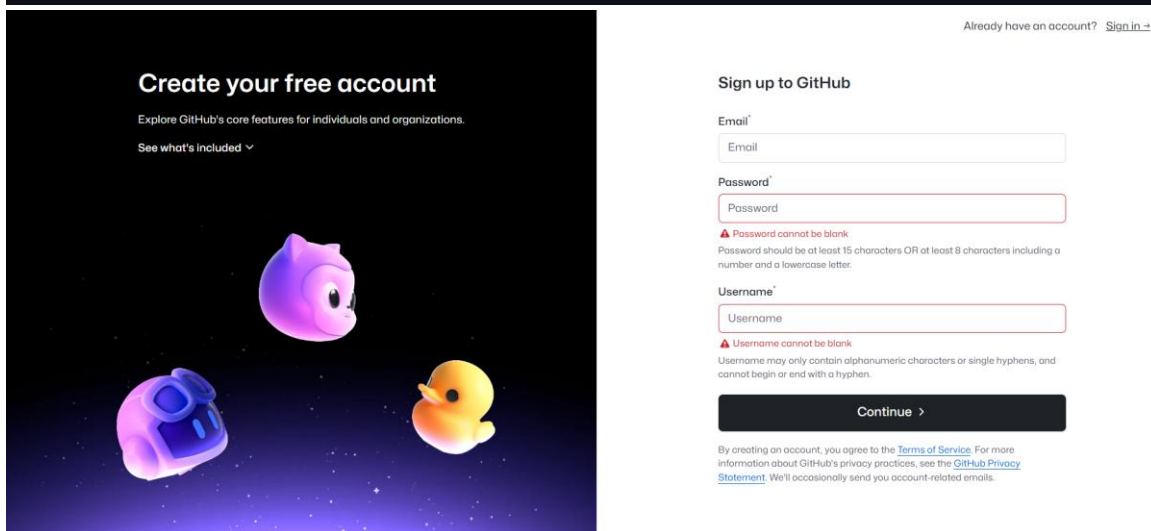 Already have an account? Sign in →
Create your free account
Explore GitHub's core features for individuals and organizations.
See what's included
Sign up to GitHub
Email*
Email
Password*
Password
Password cannot be blank
Password should be at least 15 characters OR at least 8 characters including a
number and a lowercase letter.
Username*
Username
Username cannot be blank
Username may only contain alphanumeric characters or single hyphens, and
cannot begin or end with a hyphen.
Continue >
By creating an account, you agree to the Terms of Service. For more
information about GitHub's privacy practices, see the GitHub Privacy
Statement. We'll occasionally send you account-related emails.